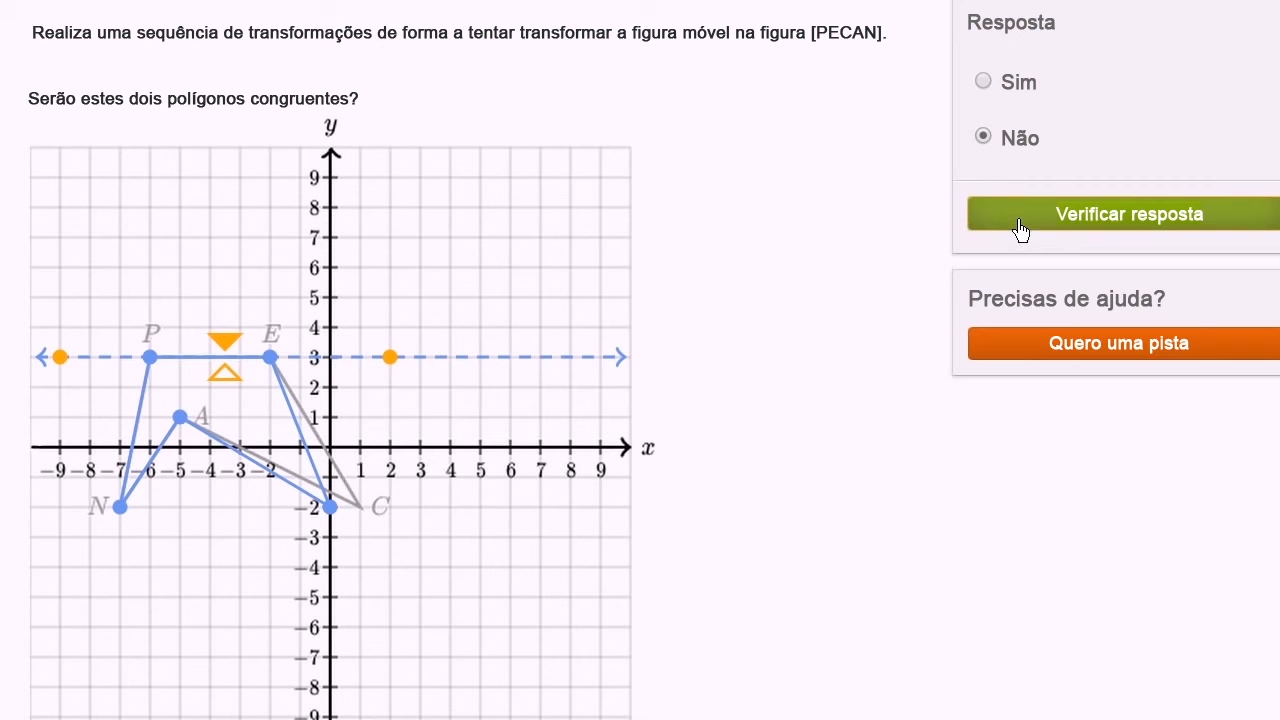 Realiza uma sequência de transformações de forma a tentar transformar a figura móvel na figura [PECAN].
Serão estes dois polígonos congruentes?
Resposta
Sim
Não
Verificar resposta
Precisas de ajuda?
Quero uma pista
y
9
8
7
6
5
4
P E
3
2
A 1
x
−9 −8 −7 −6 −5 −4 −3 −2 1 2 3 4 5 6 7 8 9
N −2 C
−3
−4
−5
−6
−7
−8
−9